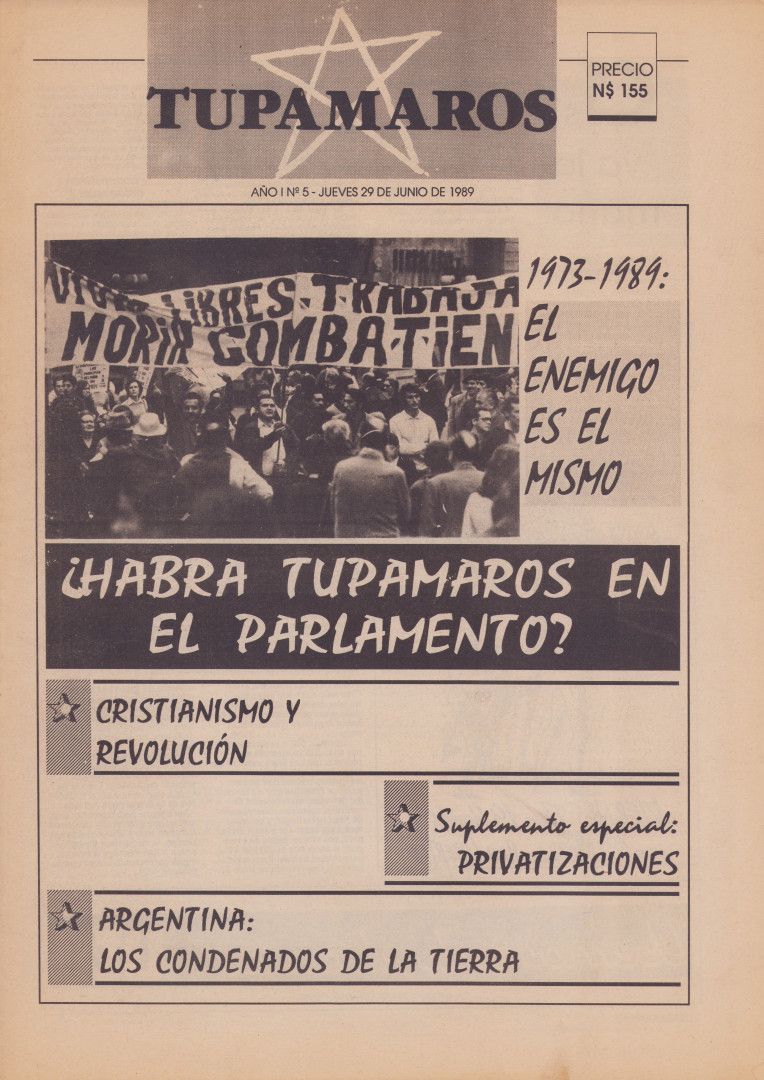 TUPAMAROS
PRECIO
N$ 155
AÑO I Nº 5 - JUEVES 29 DE JUNIO DE 1989
VIVIR LIBRES. TRABAJA
MORIR COMBATIEN
1973-1989:
EL
ENEMIGO
ES EL
MISMO
¿HABRA TUPAMAROS EN
EL PARLAMENTO?
CRISTIANISMO Y
REVOLUCIÓN
Suplemento especial:
PRIVATIZACIONES
ARGENTINA:
LOS CONDENADOS DE LA TIERRA